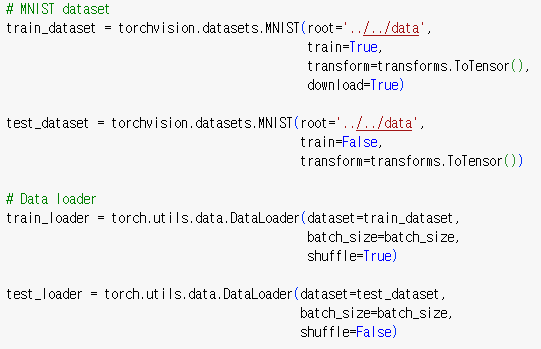 # MNIST dataset
train_dataset = torchvision.datasets.MNIST(root='../../data',
train=True,
transform=transforms.ToTensor(),
download=True)
test_dataset = torchvision.datasets.MNIST(root='../../data',
train=False,
transform=transforms.ToTensor())
# Data loader
train_loader = torch.utils.data.DataLoader(dataset=train_dataset,
batch_size=batch_size,
shuffle=True)
test_loader = torch.utils.data.DataLoader(dataset=test_dataset,
batch_size=batch_size,
shuffle=False)